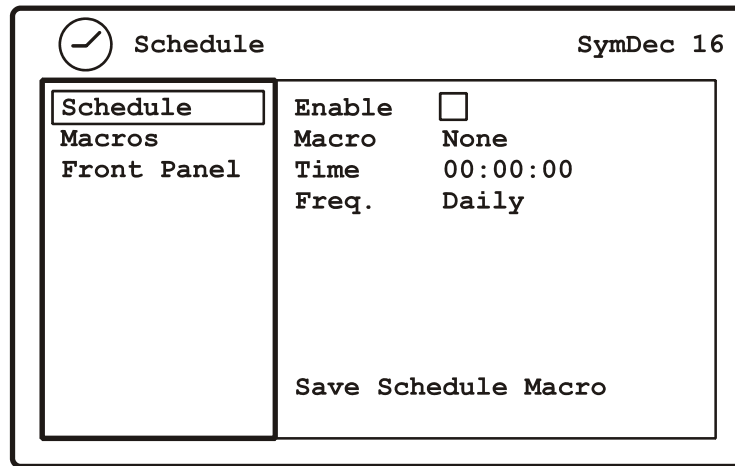 Schedule SymDec 16
Schedule
Macros
Front Panel
Enable
Macro None
Time 00:00:00
Freq. Daily
Save Schedule Macro